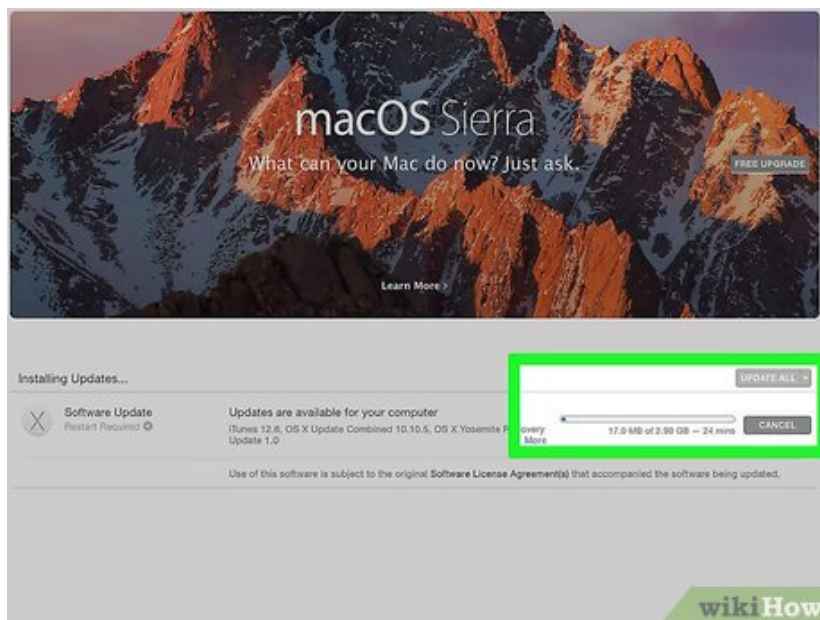 macOS Sierra
What can your Mac do now? Just ask.
FREE UPGRADE
Learn More >
Installing Updates...
UPDATE ALL
Software Update
Restart Required
Updates are available for your computer
iTunes 12.6, OS X Update Combined 10.10.5, OS X Yosemite R overy
Update 1.0
More
17.0 MB of 2.90 GB — 24 mins
CANCEL
Use of this software is subject to the original Software License Agreement(s) that accompanied the software being updated.
wikiHow